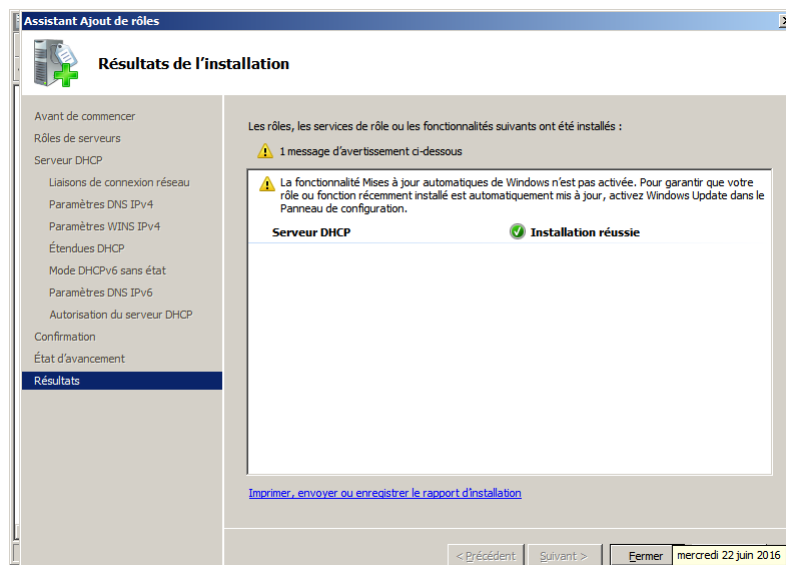 Assistant Ajout de rôles
Résultats de l'installation
Avant de commencer
Rôles de serveurs
Serveur DHCP
Liaisons de connexion réseau
Paramètres DNS IPv4
Paramètres WINS IPv4
Étendues DHCP
Mode DHCPv6 sans état
Paramètres DNS IPv6
Autorisation du serveur DHCP
Confirmation
État d'avancement
Résultats
Les rôles, les services de rôle ou les fonctionnalités suivants ont été installés :
1 message d'avertissement ci-dessous
La fonctionnalité Mises à jour automatiques de Windows n'est pas activée. Pour garantir que votre
rôle ou fonction récemment installé est automatiquement mis à jour, activez Windows Update dans le
Panneau de configuration.
Serveur DHCP Installation réussie
Imprimer, envoyer ou enregistrer le rapport d'installation
< Précédent Suivant > Fermer mercredi 22 juin 2016